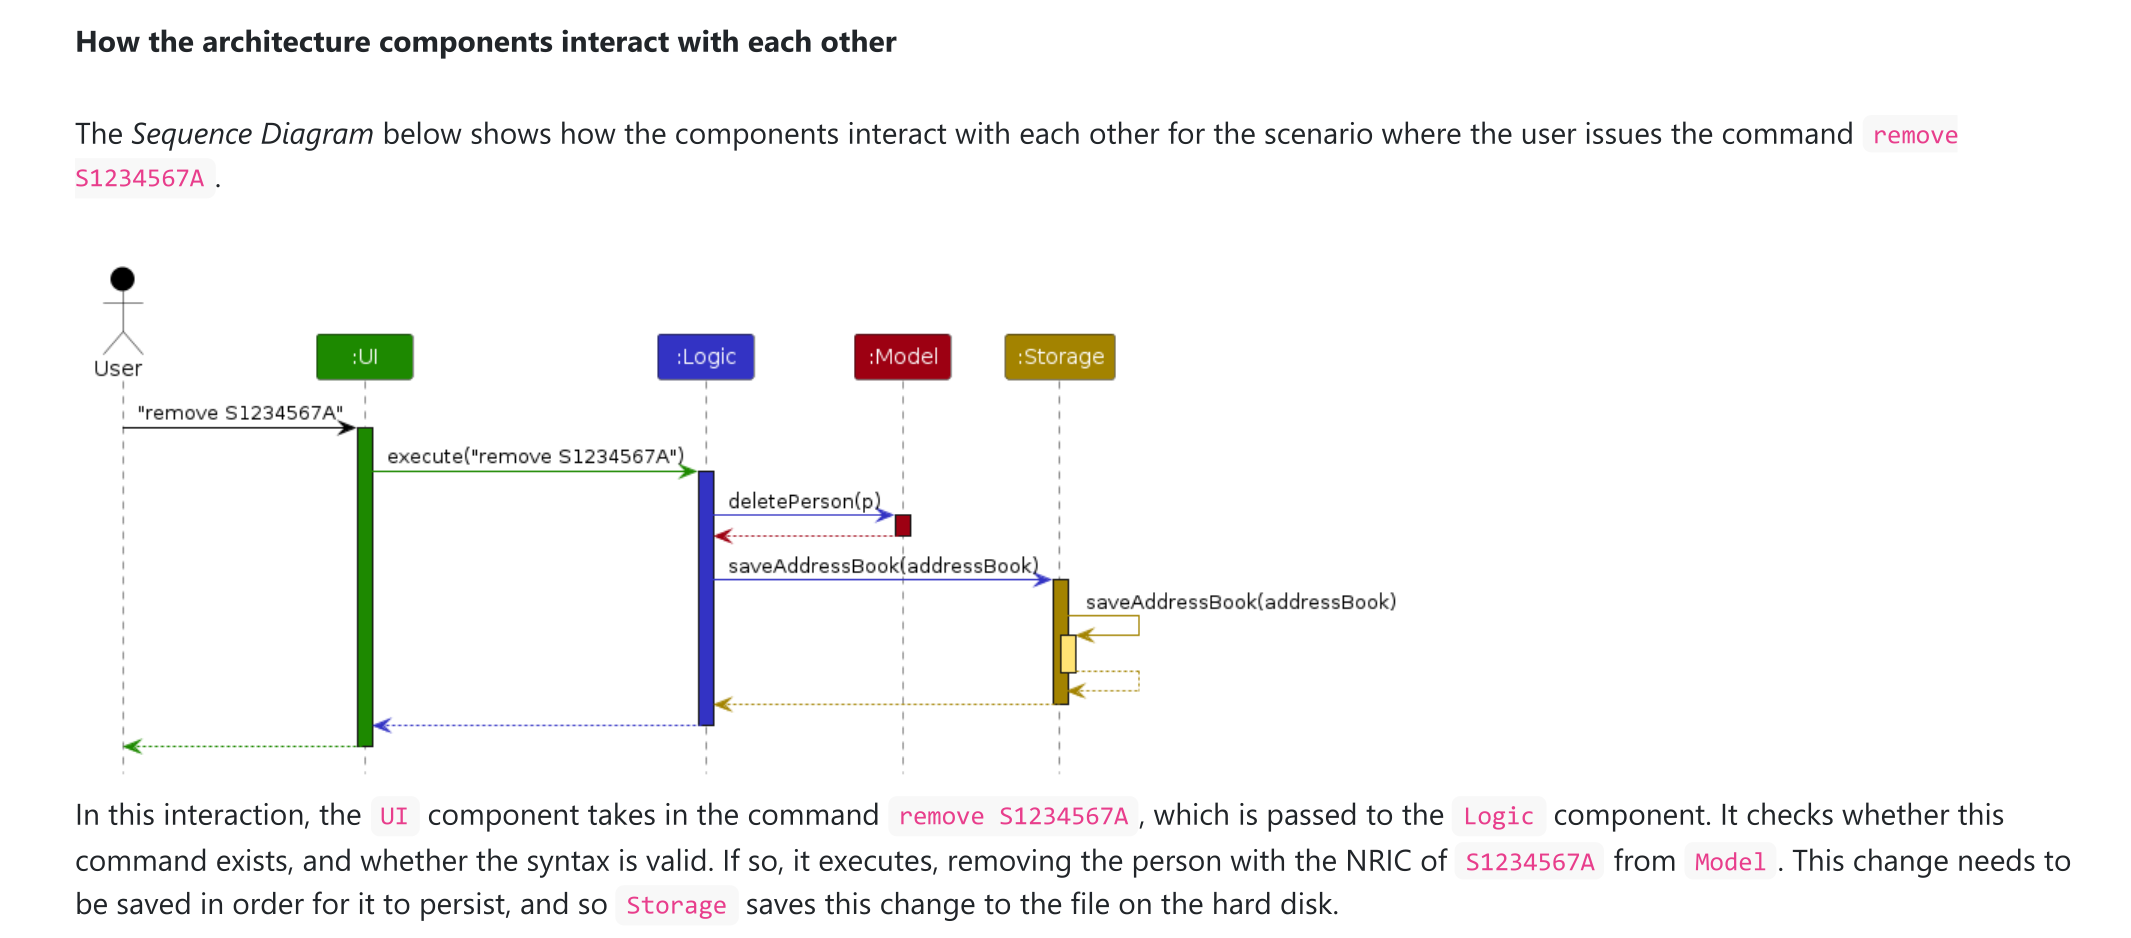 How the architecture components interact with each other
The Sequence Diagram below shows how the components interact with each other for the scenario where the user issues the command remove
S1234567A .
User
:UI
:Logic
:Model
:Storage
"remove S1234567A"
execute("remove S1234567A")
deletePerson(p)
saveAddressBook(addressBook)
saveAddressBook(addressBook)
In this interaction, the UI component takes in the command remove S1234567A , which is passed to the Logic component. It checks whether this
command exists, and whether the syntax is valid. If so, it executes, removing the person with the NRIC of S1234567A from Model . This change needs to
be saved in order for it to persist, and so Storage saves this change to the file on the hard disk.